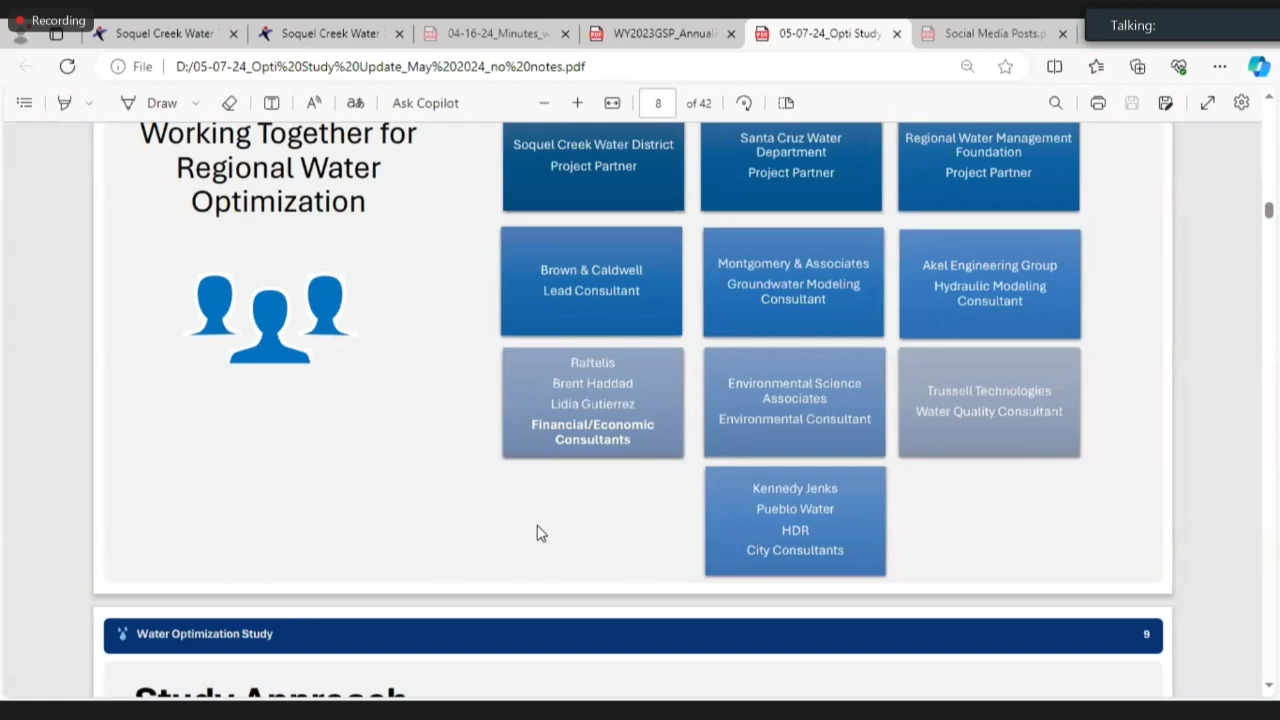 Recording
Talking:
Soquel Creek Water
Soquel Creek Water
04-16-24_Minutes_w
WY2023GSP_Annual
05-07-24_Opti Study
Social Media Posts.p
File
D:/05-07-24_Opti%20Study%20Update_May%202024_no%20notes.pdf
Draw
aあ
Ask Copilot
8
of 42
Working Together for
Regional Water
Optimization
Soquel Creek Water District
Project Partner
Santa Cruz Water
Department
Project Partner
Regional Water Management
Foundation
Project Partner
Brown & Caldwell
Lead Consultant
Montgomery & Associates
Groundwater Modeling
Consultant
Akel Engineering Group
Hydraulic Modeling
Consultant
Raftelis
Brent Haddad
Lidia Gutierrez
Financial/Economic
Consultants
Environmental Science
Associates
Environmental Consultant
Trussell Technologies
Water Quality Consultant
Kennedy Jenks
Pueblo Water
HDR
City Consultants
Water Optimization Study
9
Study Approach